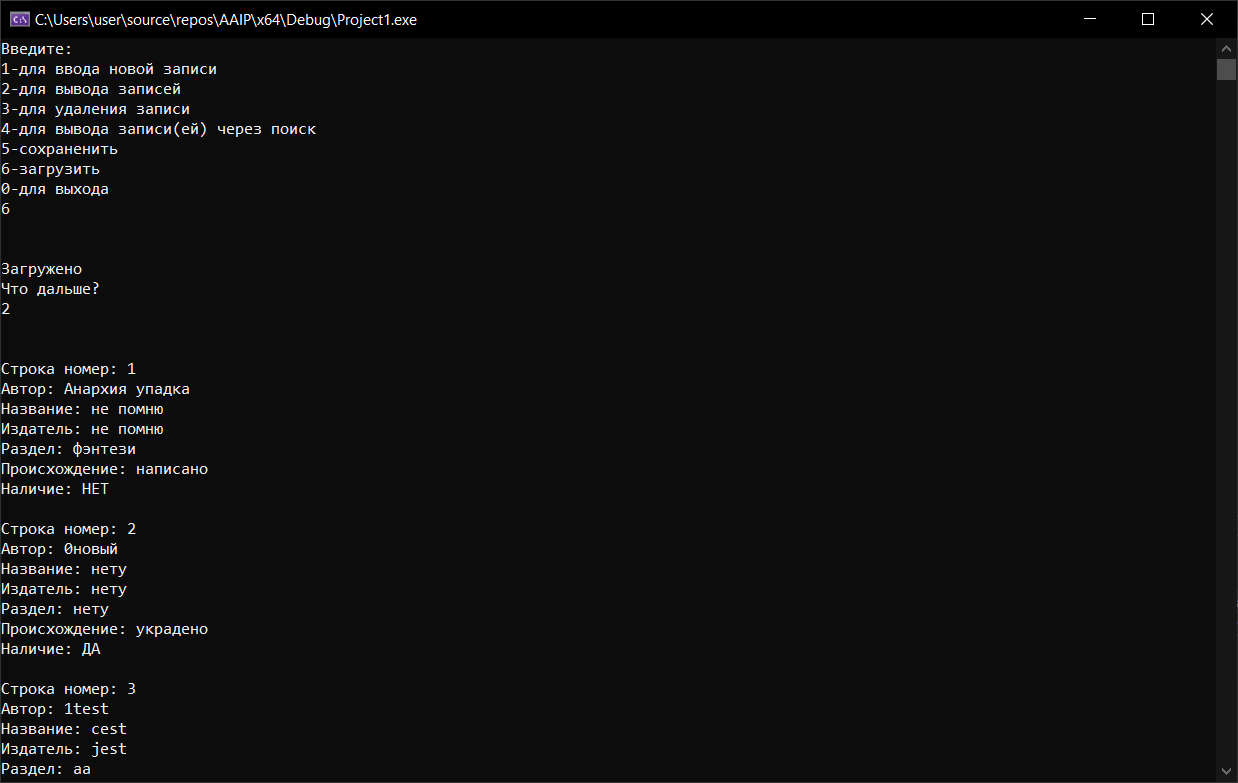 C:\Users\user\source\repos\AAIP\x64\Debug\Project1.exe
Введите:
1-для ввода новой записи
2-для вывода записей
3-для удаления записи
4-для вывода записи(ей) через поиск
5-сохраненить
6-загрузить
0-для выхода
6
Загружено
Что дальше?
2
Строка номер: 1
Автор: Анархия упадка
Название: не помню
Издатель: не помню
Раздел: фэнтези
Происхождение: написано
Наличие: НЕТ
Строка номер: 2
Автор: 0новый
Название: нету
Издатель: нету
Раздел: нету
Происхождение: украдено
Наличие: ДА
Строка номер: 3
Автор: 1test
Название: cest
Издатель: jest
Раздел: aa